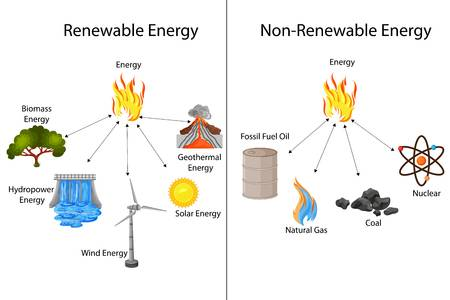 Renewable Energy
Energy
Biomass
Energy
Geothermal
Energy
Hydropower
Energy
Solar Energy
Wind Energy
Non-Renewable Energy
Energy
Fossil Fuel Oil
Nuclear
Natural Gas
Coal